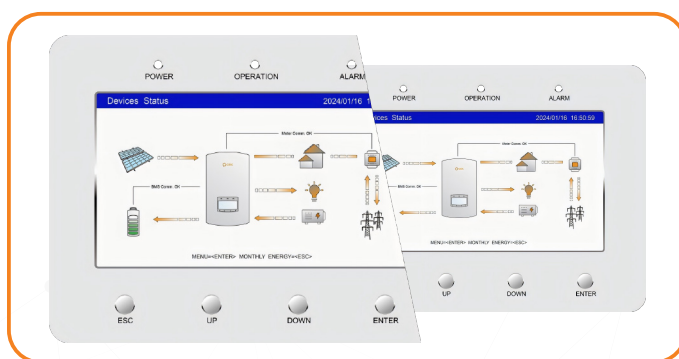 POWER OPERATION ALARM
Devices Status 2024/01/16 1
Meter Comm. OK
BMS Comm. OK
MENU=<ENTER> MONTHLY ENERGY=<ESC>
ESC UP DOWN ENTER
POWER OPERATION ALARM
ces Status 2024/01/16 16:50:59
Meter Comm. OK
BMS Comm. OK
MENU=<ENTER> MONTHLY ENERGY=<ESC>
UP DOWN ENTER